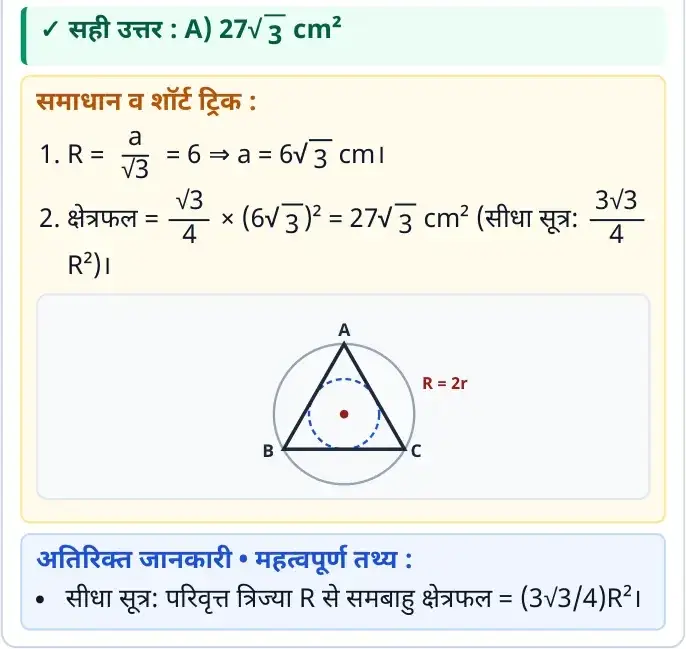 ✓ सही उत्तर : A) 27√3 cm²
समाधान व शॉर्ट ट्रिक :
1. R = a/√3 = 6 ⇒ a = 6√3 cm।
2. क्षेत्रफल = √3/4 × (6√3)² = 27√3 cm² (सीधा सूत्र: 3√3/4
R²)।
A
R = 2r
B
C
अतिरिक्त जानकारी • महत्वपूर्ण तथ्य :
• सीधा सूत्र: परिवृत्त त्रिज्या R से समबाहु क्षेत्रफल = (3√3/4)R²।